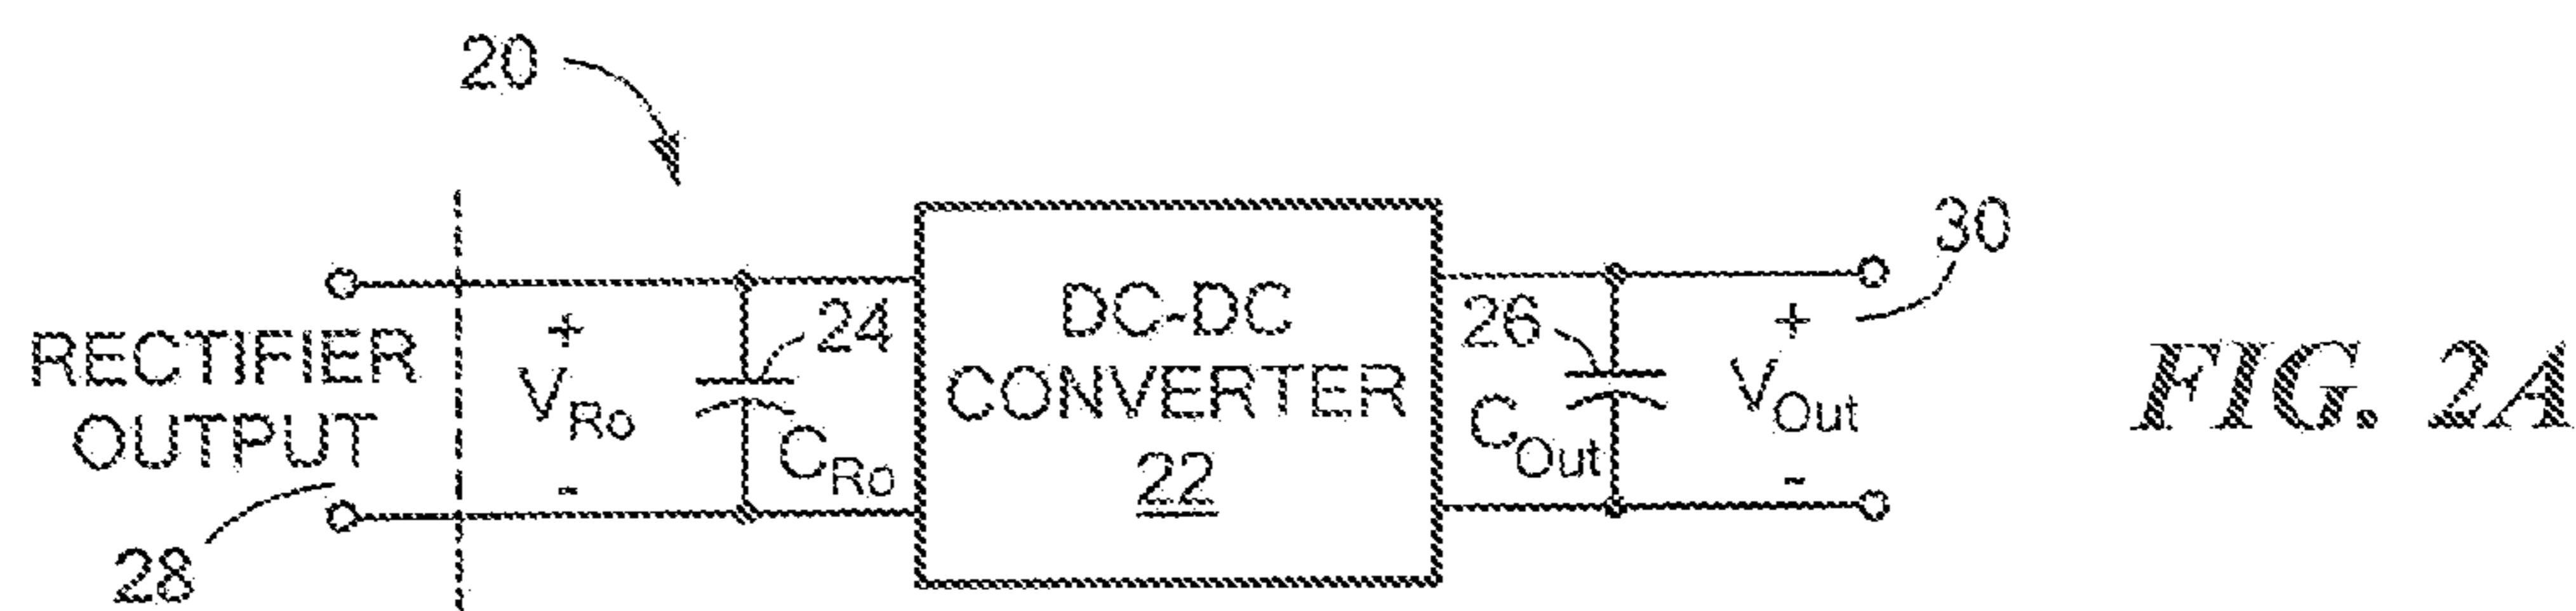 20
30
RECTIFIER
OUTPUT
28
+
V_Ro
-
24
C_Ro
DC-DC
CONVERTER
22
26
C_Out
+
V_Out
-
FIG. 2A